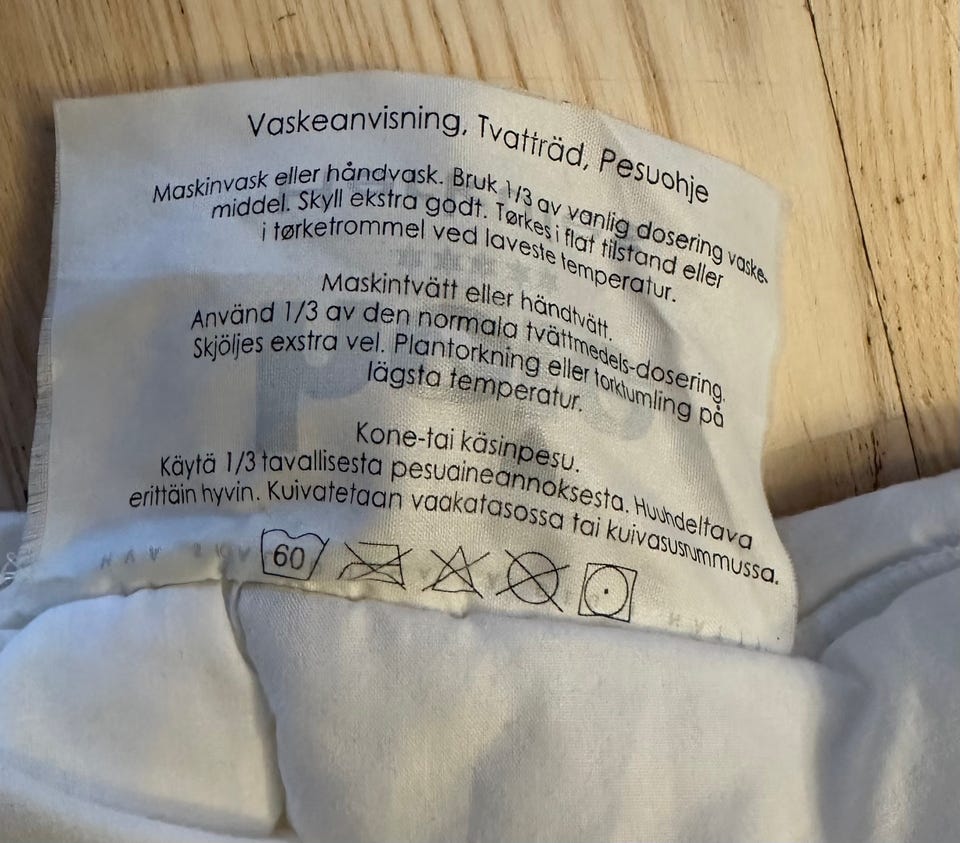 Vaskeanvisning, Tvatträd, Pesuohje
Maskinvask eller håndvask. Bruk 1/3 av vanlig dosering vaske-
middel. Skyll ekstra godt. Tørkes i flat tilstand eller
i tørketrommel ved laveste temperatur.
Maskintvätt eller händtvätt.
Använd 1/3 av den normala tvättmedels-dosering.
Skjöljes exstra vel. Plantorkning eller torktumling på
lägsta temperatur.
Kone-tai käsinpesu.
Käytä 1/3 tavallisesta pesuaineannoksesta. Huuhdeltava
erittäin hyvin. Kuivatetaan vaakatasossa tai kuivasusrummussa.
60